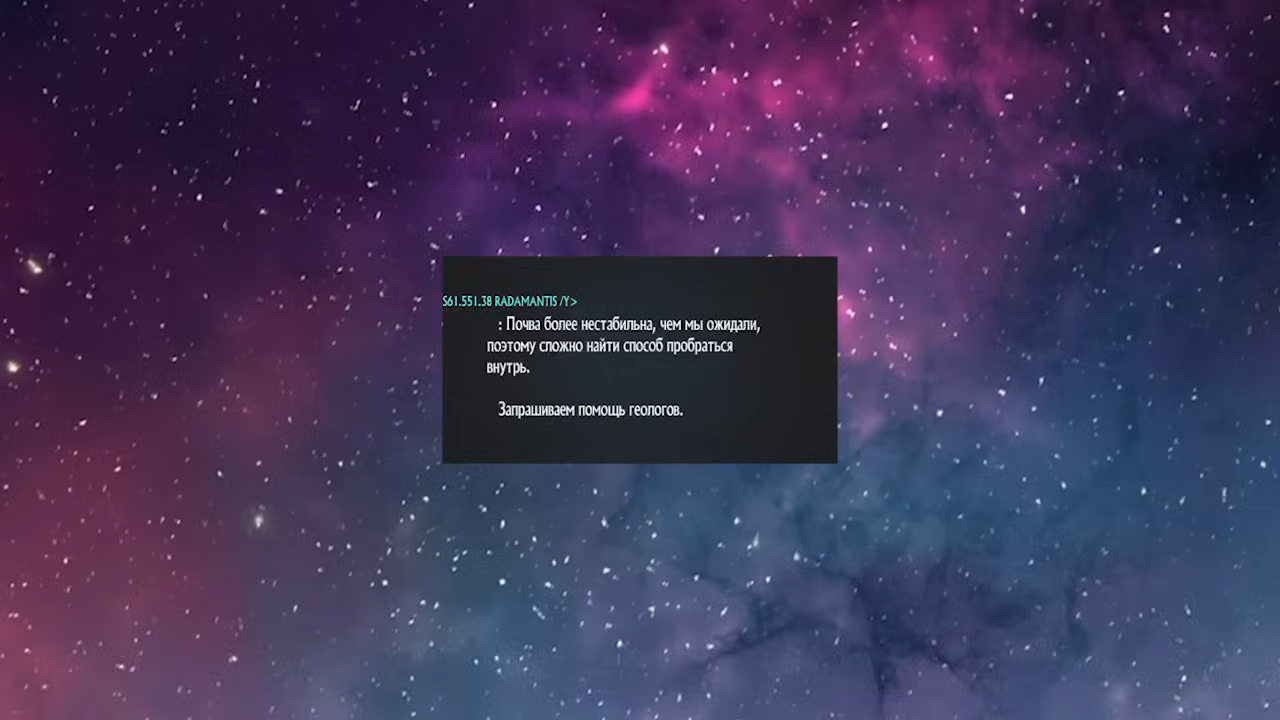 S61.551.38 RADAMANTIS /Y>
: Почва более нестабильна, чем мы ожидали,
поэтому сложно найти способ пробраться
внутрь.
Запрашиваем помощь геологов.